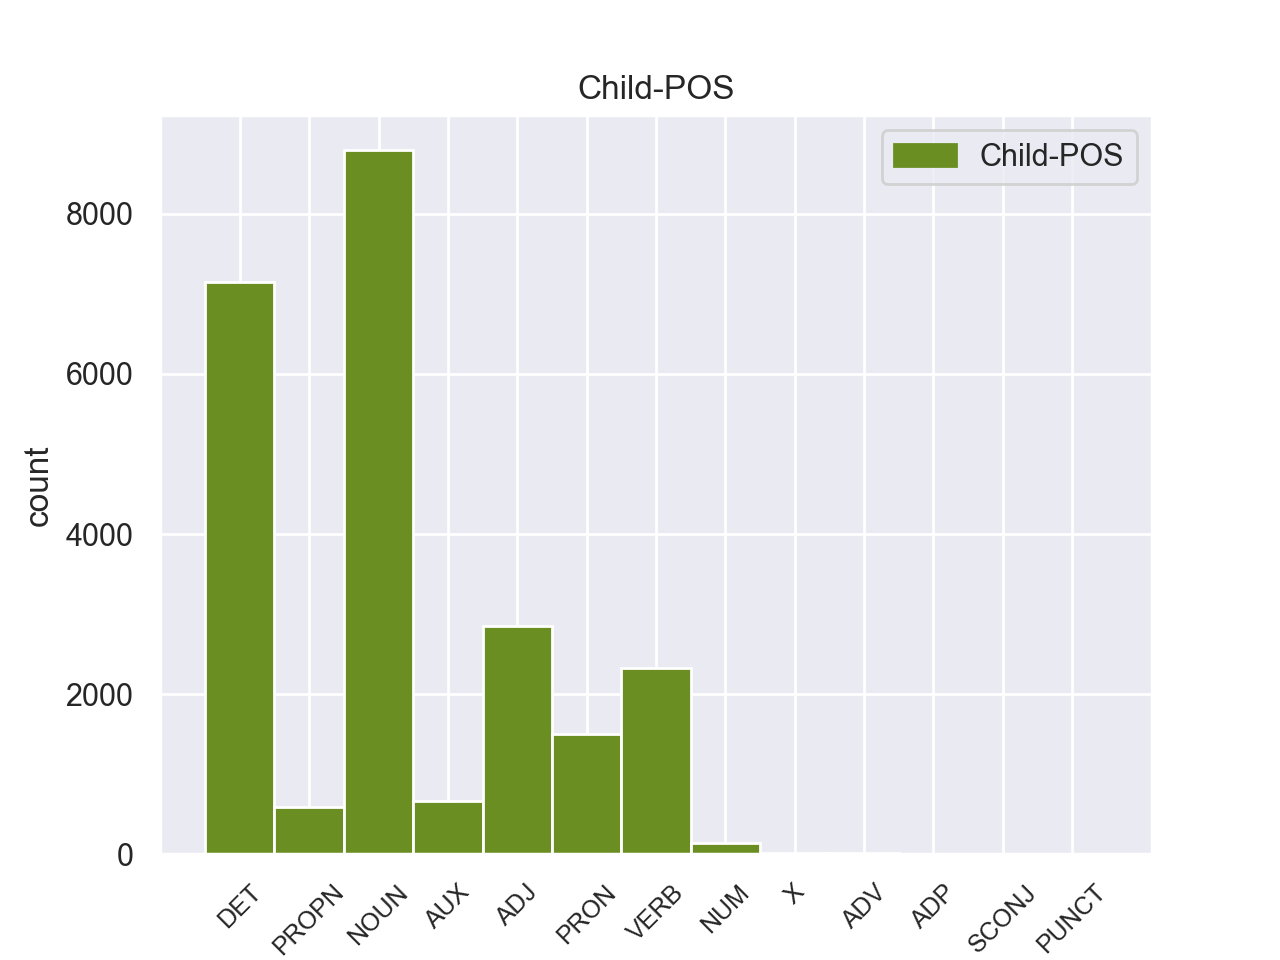 Child-POS
Child-POS
8000
6000
4000
2000
0
count
DET
PROPN
NOUN
AUX
ADJ
PRON
VERB
NUM
X
ADV
ADP
SCONJ
PUNCT